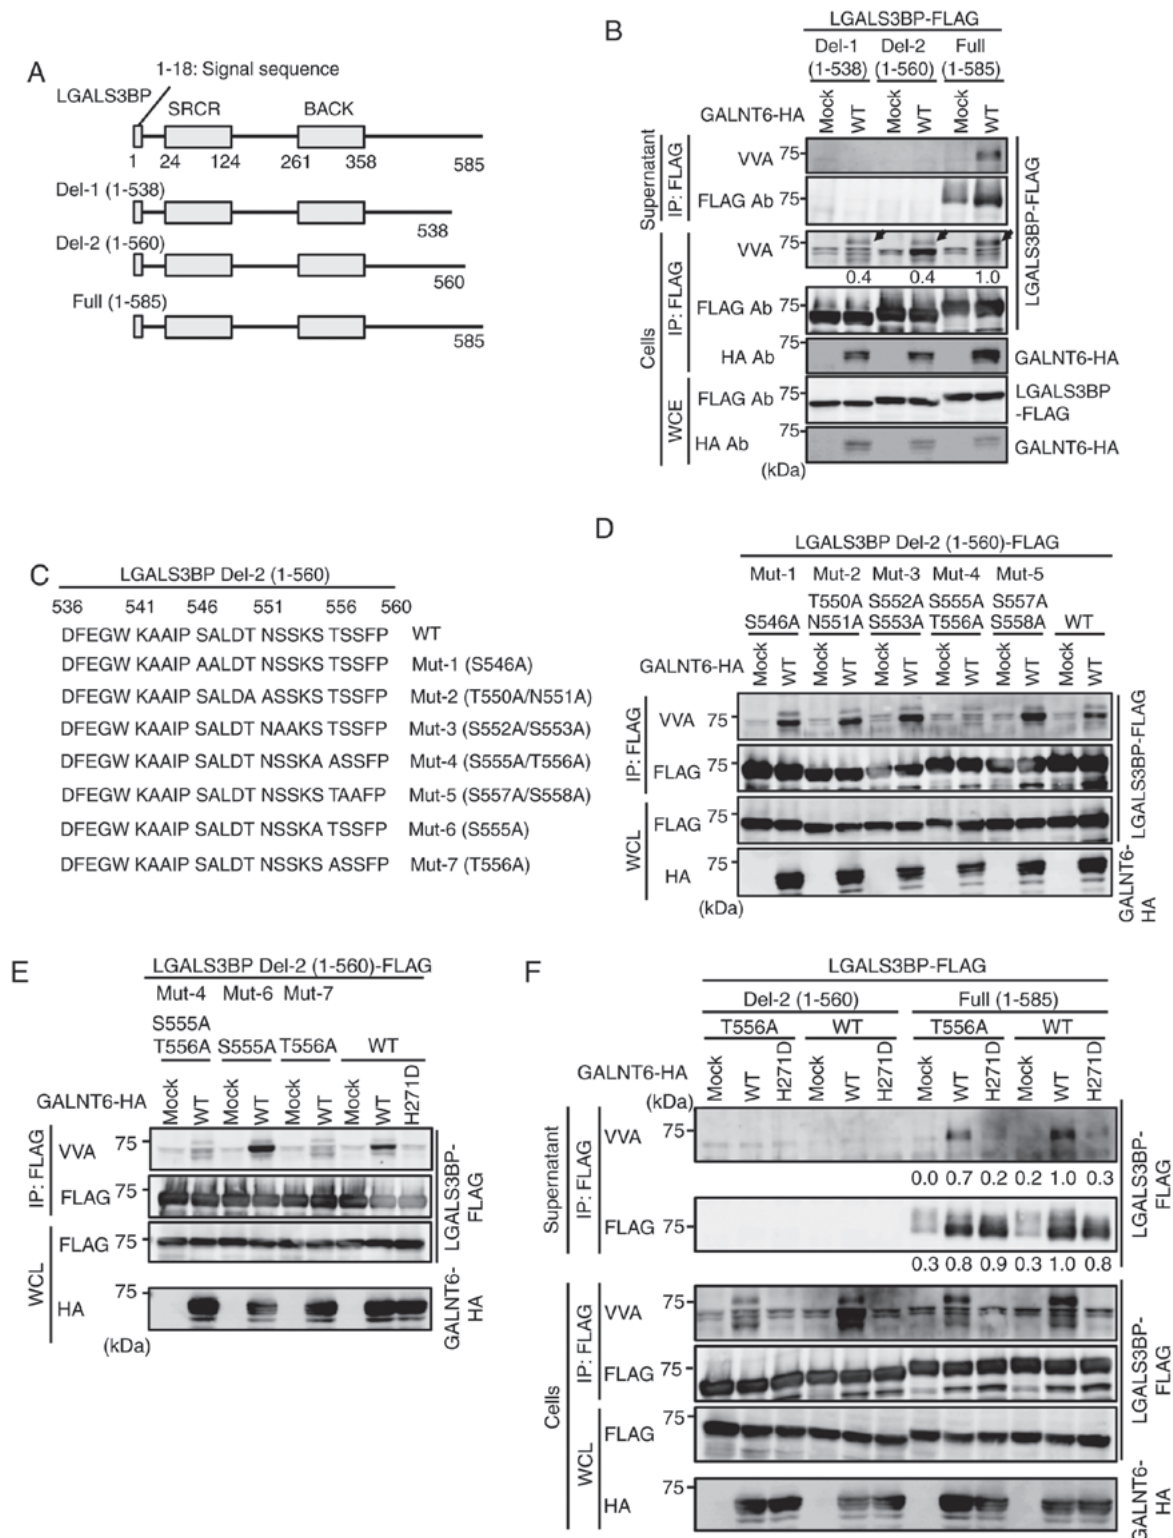 A
1-18: Signal sequence
LGALS3BP
SRCR
BACK
1 24 124 261 358 585
Del-1 (1-538)
538
Del-2 (1-560)
560
Full (1-585)
585
B
LGALS3BP-FLAG
Del-1 Del-2 Full
(1-538) (1-560) (1-585)
GALNT6-HA Mock WT Mock WT Mock WT
Supernatant
IP: FLAG
VVA 75
FLAG Ab 75
Cells
IP: FLAG
VVA 75
0.4 0.4 1.0
FLAG Ab 75
LGALS3BP-FLAG
HA Ab 75 GALNT6-HA
WCE
FLAG Ab 75 LGALS3BP
-FLAG
HA Ab 75 GALNT6-HA
(kDa)
C
LGALS3BP Del-2 (1-560)
536 541 546 551 556 560
DFEGW KAAIP SALDT NSSKS TSSFP WT
DFEGW KAAIP AALDT NSSKS TSSFP Mut-1 (S546A)
DFEGW KAAIP SALDA ASSKS TSSFP Mut-2 (T550A/N551A)
DFEGW KAAIP SALDT NAAKS TSSFP Mut-3 (S552A/S553A)
DFEGW KAAIP SALDT NSSKA ASSFP Mut-4 (S555A/T556A)
DFEGW KAAIP SALDT NSSKS TAAFP Mut-5 (S557A/S558A)
DFEGW KAAIP SALDT NSSKA TSSFP Mut-6 (S555A)
DFEGW KAAIP SALDT NSSKS ASSFP Mut-7 (T556A)
D
LGALS3BP Del-2 (1-560)-FLAG
Mut-1 Mut-2 Mut-3 Mut-4 Mut-5
T550A S552A S555A S557A
S546A N551A S553A T556A S558A WT
GALNT6-HA Mock WT Mock WT Mock WT Mock WT Mock WT Mock WT
IP: FLAG
VVA 75
FLAG 75
WCL
FLAG 75
LGALS3BP-FLAG
HA 75
GALNT6-
HA
(kDa)
E
LGALS3BP Del-2 (1-560)-FLAG
Mut-4 Mut-6 Mut-7
S555A
T556A S555A T556A WT
GALNT6-HA Mock WT Mock WT Mock WT Mock WT H271D
IP: FLAG
VVA 75
FLAG 75
WCL
FLAG 75
LGALS3BP-
FLAG
HA 75
GALNT6-
HA
(kDa)
F
LGALS3BP-FLAG
Del-2 (1-560) Full (1-585)
T556A WT T556A WT
GALNT6-HA Mock WT H271D Mock WT H271D Mock WT H271D Mock WT H271D
(kDa)
Supernatant
IP: FLAG
VVA 75
0.0 0.7 0.2 0.2 1.0 0.3
FLAG 75
0.3 0.8 0.9 0.3 1.0 0.8
LGALS3BP-
FLAG
Cells
IP: FLAG
VVA 75
FLAG 75
WCL
FLAG 75
LGALS3BP-
FLAG
HA 75
GALNT6-
HA